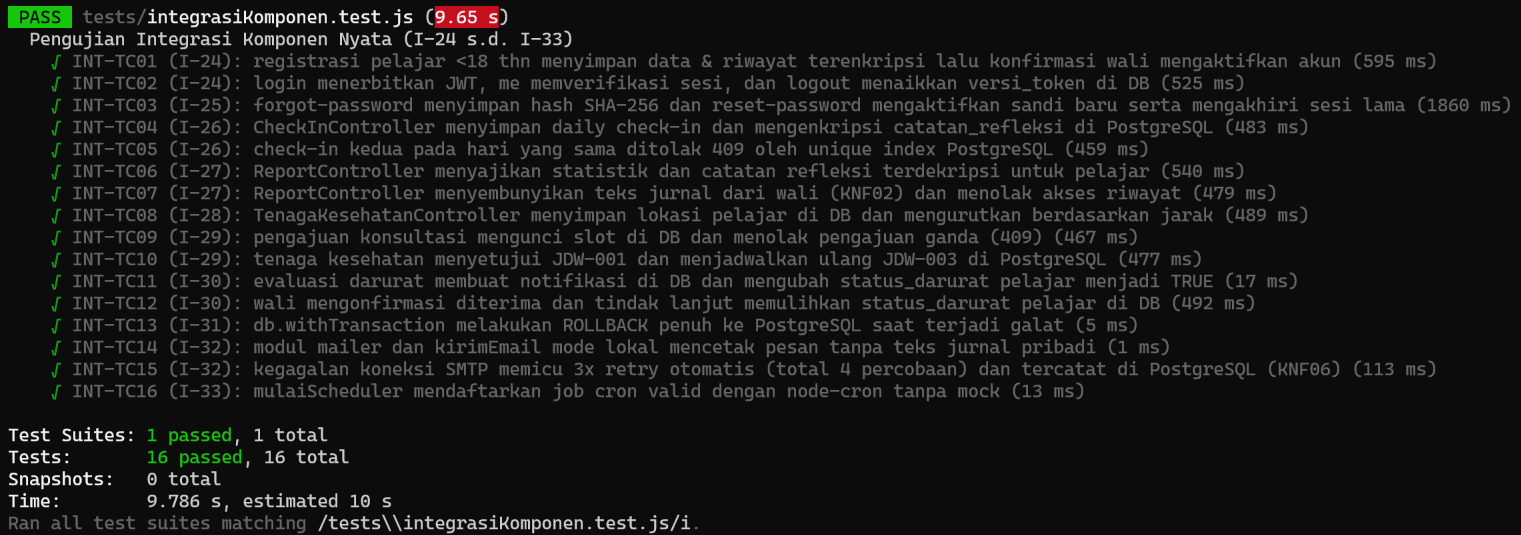 PASS tests/integrasiKomponen.test.js (9.65 s)
Pengujian Integrasi Komponen Nyata (I-24 s.d. I-33)
√ INT-TC01 (I-24): registrasi pelajar <18 thn menyimpan data & riwayat terenkripsi lalu konfirmasi wali mengaktifkan akun (595 ms)
√ INT-TC02 (I-24): login menerbitkan JWT, me memverifikasi sesi, dan logout menaikkan versi_token di DB (525 ms)
√ INT-TC03 (I-25): forgot-password menyimpan hash SHA-256 dan reset-password mengaktifkan sandi baru serta mengakhiri sesi lama (1860 ms)
√ INT-TC04 (I-26): CheckInController menyimpan daily check-in dan mengenkripsi catatan_refleksi di PostgreSQL (483 ms)
√ INT-TC05 (I-26): check-in kedua pada hari yang sama ditolak 409 oleh unique index PostgreSQL (459 ms)
√ INT-TC06 (I-27): ReportController menyajikan statistik dan catatan refleksi terdekripsi untuk pelajar (540 ms)
√ INT-TC07 (I-27): ReportController menyembunyikan teks jurnal dari wali (KNF02) dan menolak akses riwayat (479 ms)
√ INT-TC08 (I-28): TenagaKesehatanController menyimpan lokasi pelajar di DB dan mengurutkan berdasarkan jarak (489 ms)
√ INT-TC09 (I-29): pengajuan konsultasi mengunci slot di DB dan menolak pengajuan ganda (409) (467 ms)
√ INT-TC10 (I-29): tenaga kesehatan menyetujui JDW-001 dan menjadwalkan ulang JDW-003 di PostgreSQL (477 ms)
√ INT-TC11 (I-30): evaluasi darurat membuat notifikasi di DB dan mengubah status_darurat pelajar menjadi TRUE (17 ms)
√ INT-TC12 (I-30): wali mengonfirmasi diterima dan tindak lanjut memulihkan status_darurat pelajar di DB (492 ms)
√ INT-TC13 (I-31): db.withTransaction melakukan ROLLBACK penuh ke PostgreSQL saat terjadi galat (5 ms)
√ INT-TC14 (I-32): modul mailer dan kirimEmail mode lokal mencetak pesan tanpa teks jurnal pribadi (1 ms)
√ INT-TC15 (I-32): kegagalan koneksi SMTP memicu 3x retry otomatis (total 4 percobaan) dan tercatat di PostgreSQL (KNF06) (113 ms)
√ INT-TC16 (I-33): mulaiScheduler mendaftarkan job cron valid dengan node-cron tanpa mock (13 ms)
Test Suites: 1 passed, 1 total
Tests: 16 passed, 16 total
Snapshots: 0 total
Time: 9.786 s, estimated 10 s
Ran all test suites matching /tests\\integrasiKomponen.test.js/i.